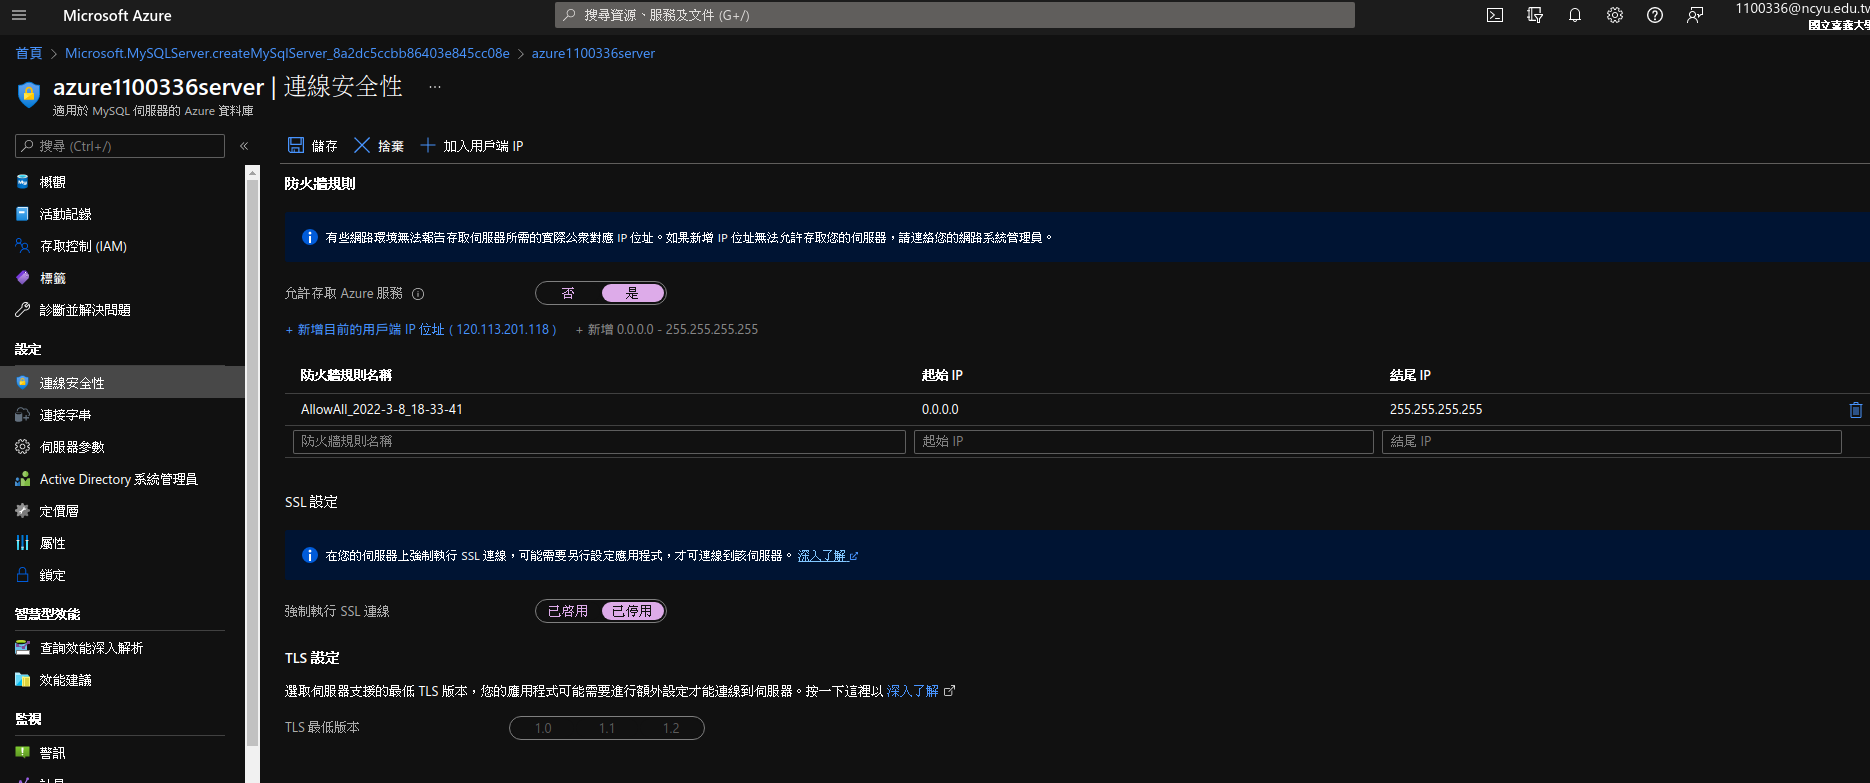 Microsoft Azure
搜尋資源、服務及文件 (G+/)
1100336@ncyu.edu.tw
國立嘉義大學
首頁 > Microsoft.MySQLServer.createMySqlServer_8a2dc5ccbb86403e845cc08e > azure1100336server
azure1100336server | 連線安全性 ...
適用於 MySQL 伺服器的 Azure 資料庫
搜尋 (Ctrl+/)
«
概觀
活動記錄
存取控制 (IAM)
標籤
診斷並解決問題
設定
連線安全性
連接字串
伺服器參數
Active Directory 系統管理員
定價層
屬性
鎖定
智慧型效能
查詢效能深入解析
效能建議
監視
警訊
儲存 捨棄 + 加入用戶端 IP
防火牆規則
有些網路環境無法報告存取伺服器所需的實際公眾對應 IP 位址。如果新增 IP 位址無法允許存取您的伺服器，請連絡您的網路系統管理員。
允許存取 Azure 服務 否 是
+ 新增目前的用戶端 IP 位址 ( 120.113.201.118 ) + 新增 0.0.0.0 - 255.255.255.255
防火牆規則名稱 起始 IP 結尾 IP
AllowAll_2022-3-8_18-33-41 0.0.0.0 255.255.255.255
防火牆規則名稱 起始 IP 結尾 IP
SSL 設定
在您的伺服器上強制執行 SSL 連線，可能需要另行設定應用程式，才可連線到該伺服器。 深入了解
強制執行 SSL 連線 已啓用 已停用
TLS 設定
選取伺服器支援的最低 TLS 版本，您的應用程式可能需要進行額外設定才能連線到伺服器。按一下這裡以 深入了解
TLS 最低版本 1.0 1.1 1.2